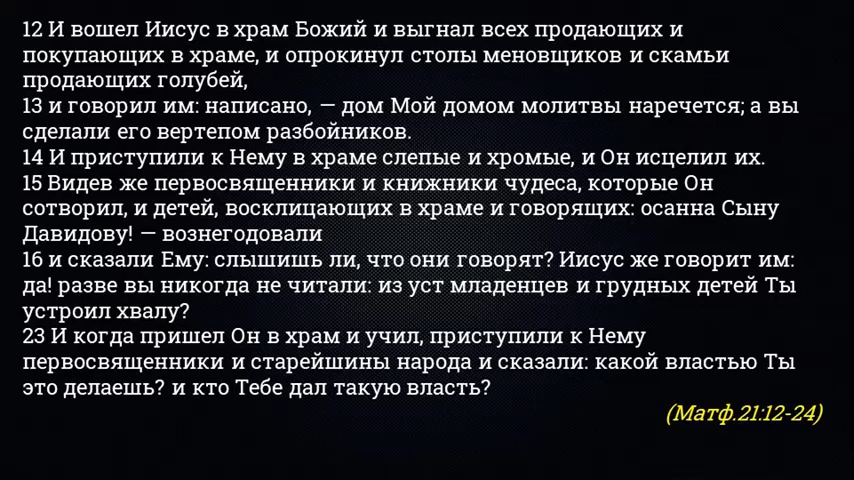 12 И вошел Иисус в храм Божий и выгнал всех продающих и
покупающих в храме, и опрокинул столы меновщиков и скамьи
продающих голубей,
13 и говорил им: написано, — дом Мой домом молитвы наречется; а вы
сделали его вертепом разбойников.
14 И приступили к Нему в храме слепые и хромые, и Он исцелил их.
15 Видев же первосвященники и книжники чудеса, которые Он
сотворил, и детей, восклицающих в храме и говорящих: осанна Сыну
Давидову! — вознегодовали
16 и сказали Ему: слышишь ли, что они говорят? Иисус же говорит им:
да! разве вы никогда не читали: из уст младенцев и грудных детей Ты
устроил хвалу?
23 И когда пришел Он в храм и учил, приступили к Нему
первосвященники и старейшины народа и сказали: какой властью Ты
это делаешь? и кто Тебе дал такую власть?
(Матф.21:12-24)